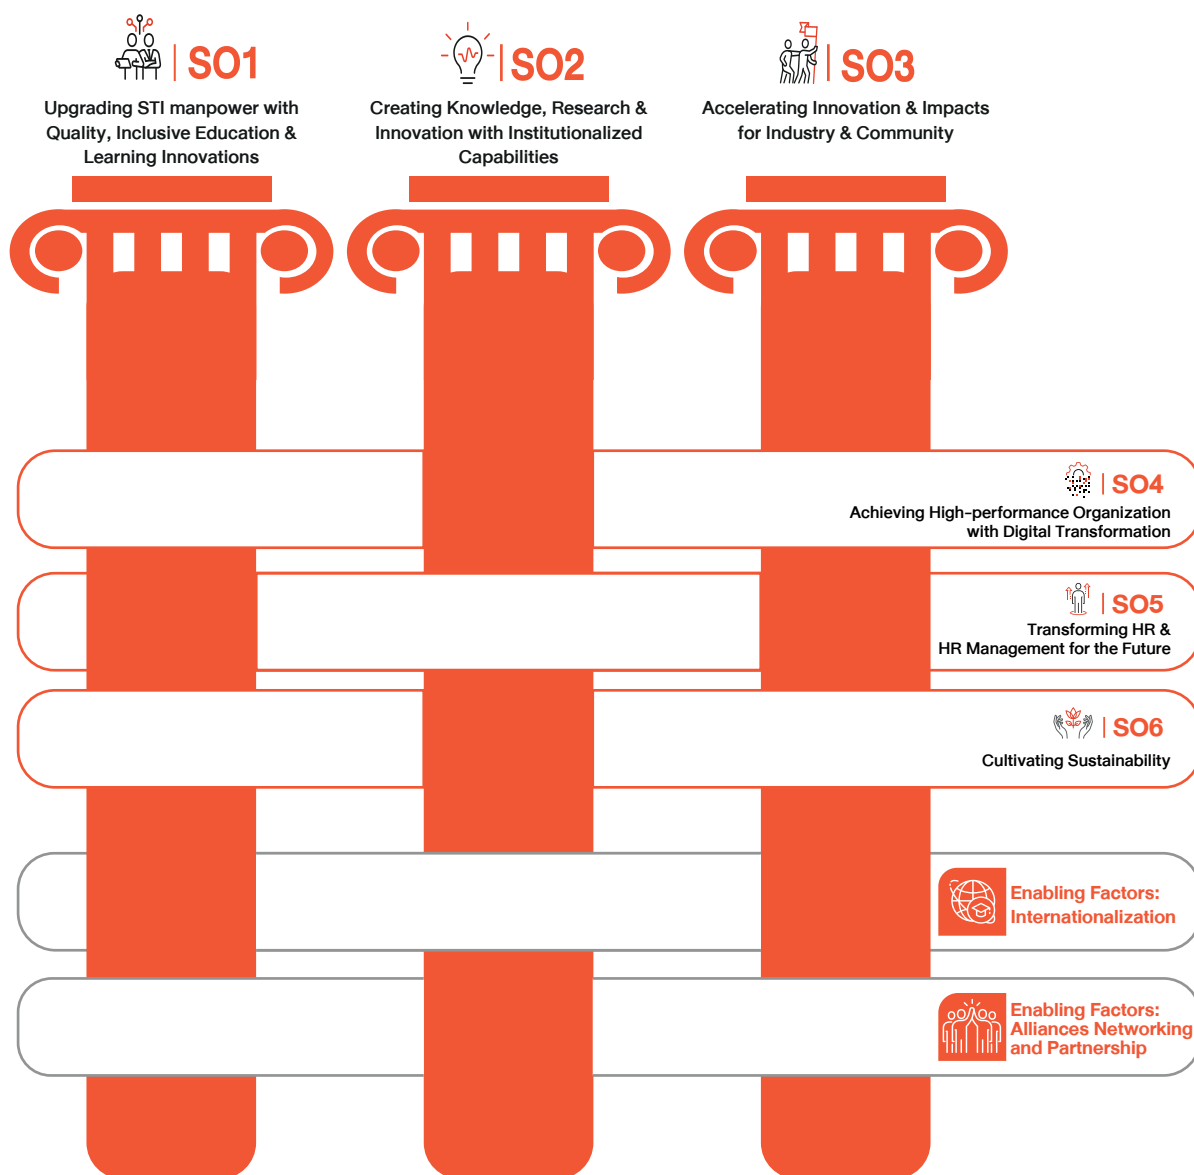 SO1
Upgrading STI manpower with
Quality, Inclusive Education &
Learning Innovations
SO2
Creating Knowledge, Research &
Innovation with Institutionalized
Capabilities
SO3
Accelerating Innovation & Impacts
for Industry & Community
SO4
Achieving High-performance Organization
with Digital Transformation
SO5
Transforming HR &
HR Management for the Future
SO6
Cultivating Sustainability
Enabling Factors:
Internationalization
Enabling Factors:
Alliances Networking
and Partnership